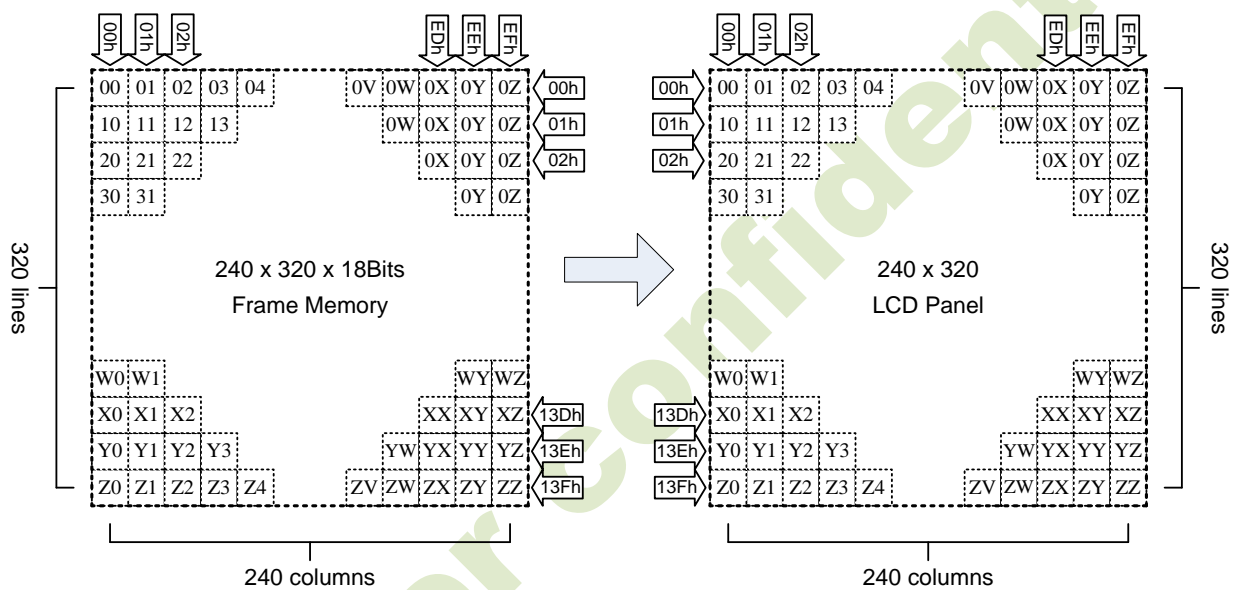 00h 01h 02h EDh EEh EFh 00h 01h 02h EDh EEh EFh
00 01 02 03 04 0V 0W 0X 0Y 0Z 00h 00h 00 01 02 03 04 0V 0W 0X 0Y 0Z
10 11 12 13 0W 0X 0Y 0Z 01h 01h 10 11 12 13 0W 0X 0Y 0Z
20 21 22 0X 0Y 0Z 02h 02h 20 21 22 0X 0Y 0Z
30 31 0Y 0Z 30 31 0Y 0Z
320 lines 240 x 320 x 18Bits 240 x 320 320 lines
Frame Memory LCD Panel
W0 W1 WY WZ W0 W1 WY WZ
X0 X1 X2 XX XY XZ 13Dh 13Dh X0 X1 X2 XX XY XZ
Y0 Y1 Y2 Y3 YW YX YY YZ 13Eh 13Eh Y0 Y1 Y2 Y3 YW YX YY YZ
Z0 Z1 Z2 Z3 Z4 ZV ZW ZX ZY ZZ 13Fh 13Fh Z0 Z1 Z2 Z3 Z4 ZV ZW ZX ZY ZZ
240 columns 240 columns